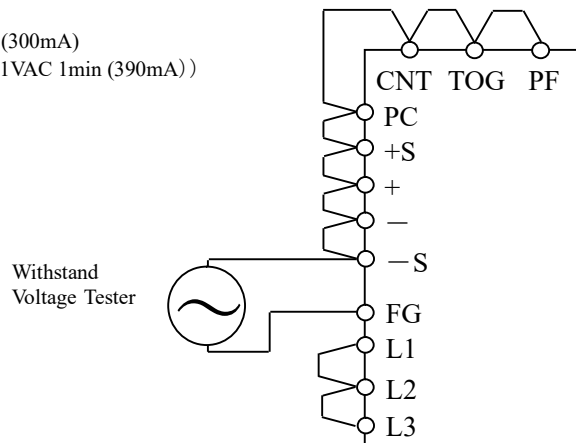 (300mA)
1VAC 1min (390mA)）
CNT TOG PF
PC
+S
+
－
－S
Withstand
Voltage Tester
FG
L1
L2
L3